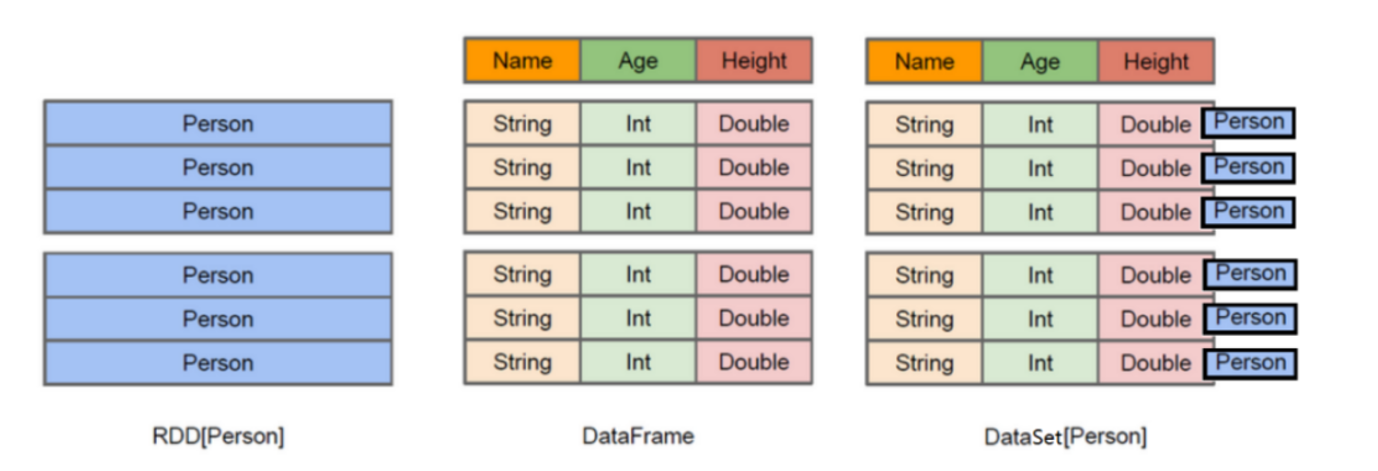 Name Age Height Name Age Height
Person String Int Double String Int Double Person
Person String Int Double String Int Double Person
Person String Int Double String Int Double Person
Person String Int Double String Int Double Person
Person String Int Double String Int Double Person
Person String Int Double String Int Double Person
RDD[Person] DataFrame DataSet[Person]